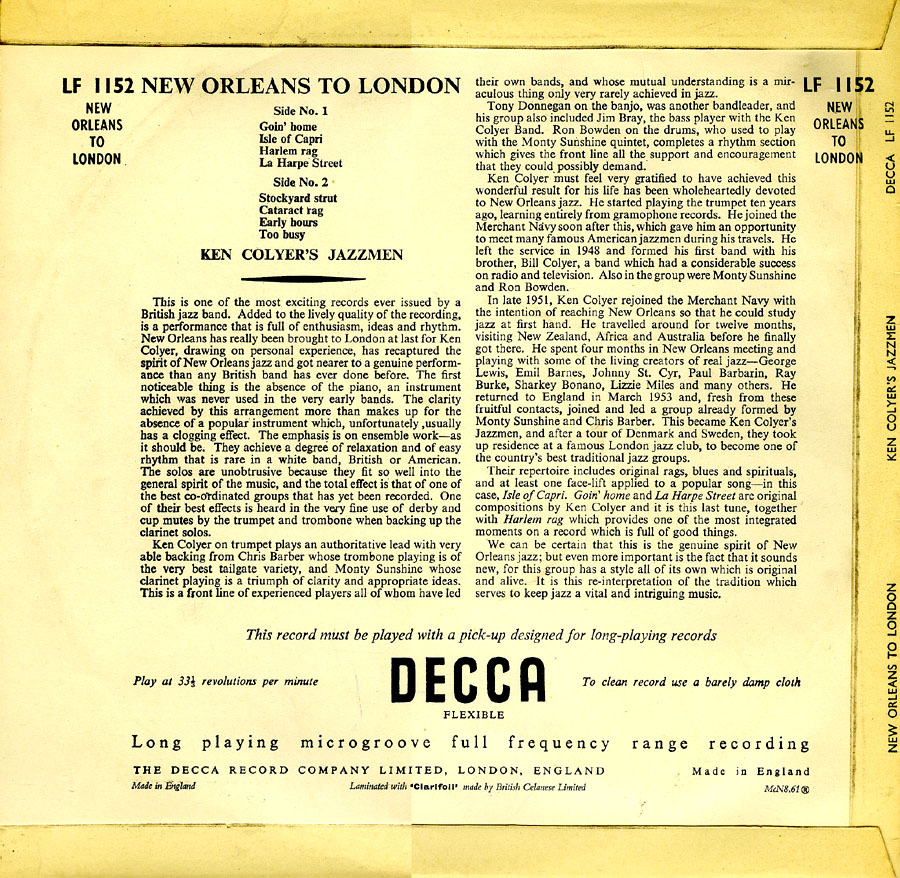 LF 1152 NEW ORLEANS TO LONDON
NEW
ORLEANS
TO
LONDON
Side No. 1
Goin' home
Isle of Capri
Harlem rag
La Harpe Street
Side No. 2
Stockyard strut
Cataract rag
Early hours
Too busy
KEN COLYER'S JAZZMEN
This is one of the most exciting records ever issued by a
British jazz band. Added to the lively quality of the recording,
is a performance that is full of enthusiasm, ideas and rhythm.
New Orleans has really been brought to London at last for Ken
Colyer, drawing on personal experience, has recaptured the
spirit of New Orleans jazz and got nearer to a genuine perform-
ance than any British band has ever done before. The first
noticeable thing is the absence of the piano, an instrument
which was never used in the very early bands. The clarity
achieved by this arrangement more than makes up for the
absence of a popular instrument which, unfortunately ,usually
has a clogging effect. The emphasis is on ensemble work—as
it should be. They achieve a degree of relaxation and of easy
rhythm that is rare in a white band, British or American.
The solos are unobtrusive because they fit so well into the
general spirit of the music, and the total effect is that of one of
the best co-ordinated groups that has yet been recorded. One
of their best effects is heard in the very fine use of derby and
cup mutes by the trumpet and trombone when backing up the
clarinet solos.
Ken Colyer on trumpet plays an authoritative lead with very
able backing from Chris Barber whose trombone playing is of
the very best tailgate variety, and Monty Sunshine whose
clarinet playing is a triumph of clarity and appropriate ideas.
This is a front line of experienced players all of whom have led
their own bands, and whose mutual understanding is a mir-
aculous thing only very rarely achieved in jazz.
Tony Donnegan on the banjo, was another bandleader, and
his group also included Jim Bray, the bass player with the Ken
Colyer Band. Ron Bowden on the drums, who used to play
with the Monty Sunshine quintet, completes a rhythm section
which gives the front line all the support and encouragement
that they could possibly demand.
Ken Colyer must feel very gratified to have achieved this
wonderful result for his life has been wholeheartedly devoted
to New Orleans jazz. He started playing the trumpet ten years
ago, learning entirely from gramophone records. He joined the
Merchant Navy soon after this, which gave him an opportunity
to meet many famous American jazzmen during his travels. He
left the service in 1948 and formed his first band with his
brother, Bill Colyer, a band which had a considerable success
on radio and television. Also in the group were Monty Sunshine
and Ron Bowden.
In late 1951, Ken Colyer rejoined the Merchant Navy with
the intention of reaching New Orleans so that he could study
jazz at first hand. He travelled around for twelve months,
visiting New Zealand, Africa and Australia before he finally
got there. He spent four months in New Orleans meeting and
playing with some of the living creators of real jazz—George
Lewis, Emil Barnes, Johnny St. Cyr, Paul Barbarin, Ray
Burke, Sharkey Bonano, Lizzie Miles and many others. He
returned to England in March 1953 and, fresh from these
fruitful contacts, joined and led a group already formed by
Monty Sunshine and Chris Barber. This became Ken Colyer's
Jazzmen, and after a tour of Denmark and Sweden, they took
up residence at a famous London jazz club, to become one of
the country's best traditional jazz groups.
Their repertoire includes original rags, blues and spirituals,
and at least one face-lift applied to a popular song—in this
case, Isle of Capri. Goin' home and La Harpe Street are original
compositions by Ken Colyer and it is this last tune, together
with Harlem rag which provides one of the most integrated
moments on a record which is full of good things.
We can be certain that this is the genuine spirit of New
Orleans jazz; but even more important is the fact that it sounds
new, for this group has a style all of its own which is original
and alive. It is this re-interpretation of the tradition which
serves to keep jazz a vital and intriguing music.
LF 1152
NEW
ORLEANS
TO
LONDON
This record must be played with a pick-up designed for long-playing records
Play at 33⅓ revolutions per minute
DECCA
FLEXIBLE
To clean record use a barely damp cloth
Long playing microgroove full frequency range recording
THE DECCA RECORD COMPANY LIMITED, LONDON, ENGLAND
Made in England
Made in England
Laminated with 'Clarifoil' made by British Celanese Limited
McN8.61 ®
NEW ORLEANS TO LONDON KEN COLYER'S JAZZMEN DECCA LF 1152